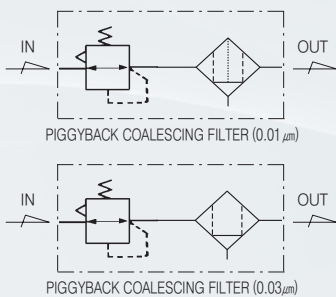 IN OUT
PIGGYBACK COALESCING FILTER (0.01 ㎛)
IN OUT
PIGGYBACK COALESCING FILTER (0.03㎛)